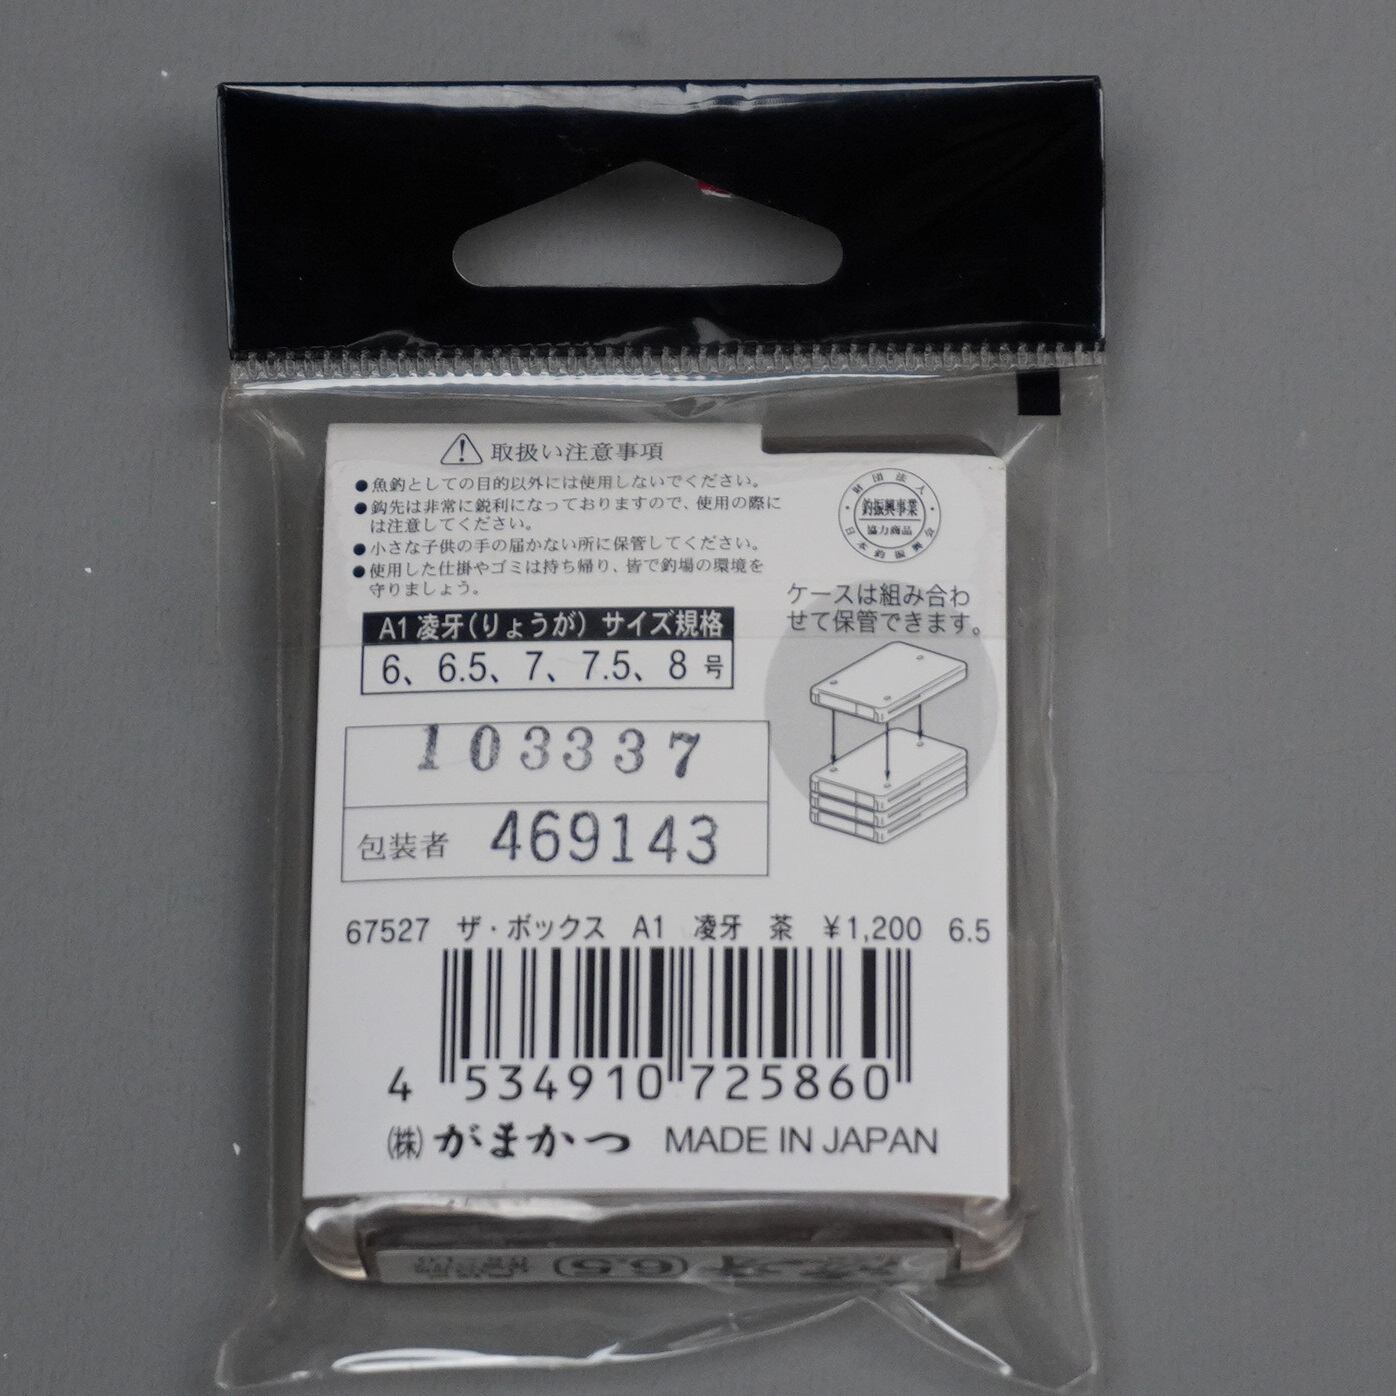 取扱い注意事項
●魚釣としての目的以外には使用しないでください。
●鈎先は非常に鋭利になっておりますので、使用の際に
は注意してください。
●小さな子供の手の届かない所に保管してください。
●使用した仕掛やゴミは持ち帰り、皆で釣場の環境を
守りましょう。
財団法人
釣振興事業
協力商品
日本釣振興会
ケースは組み合わ
せて保管できます。
A1 凌牙(りょうが) サイズ規格
6、6.5、7、7.5、8号
103337
包装者 469143
67527 ザ・ボックス A1 凌牙 茶 ¥1,200 6.5
4 534910 725860
㈱がまかつ MADE IN JAPAN